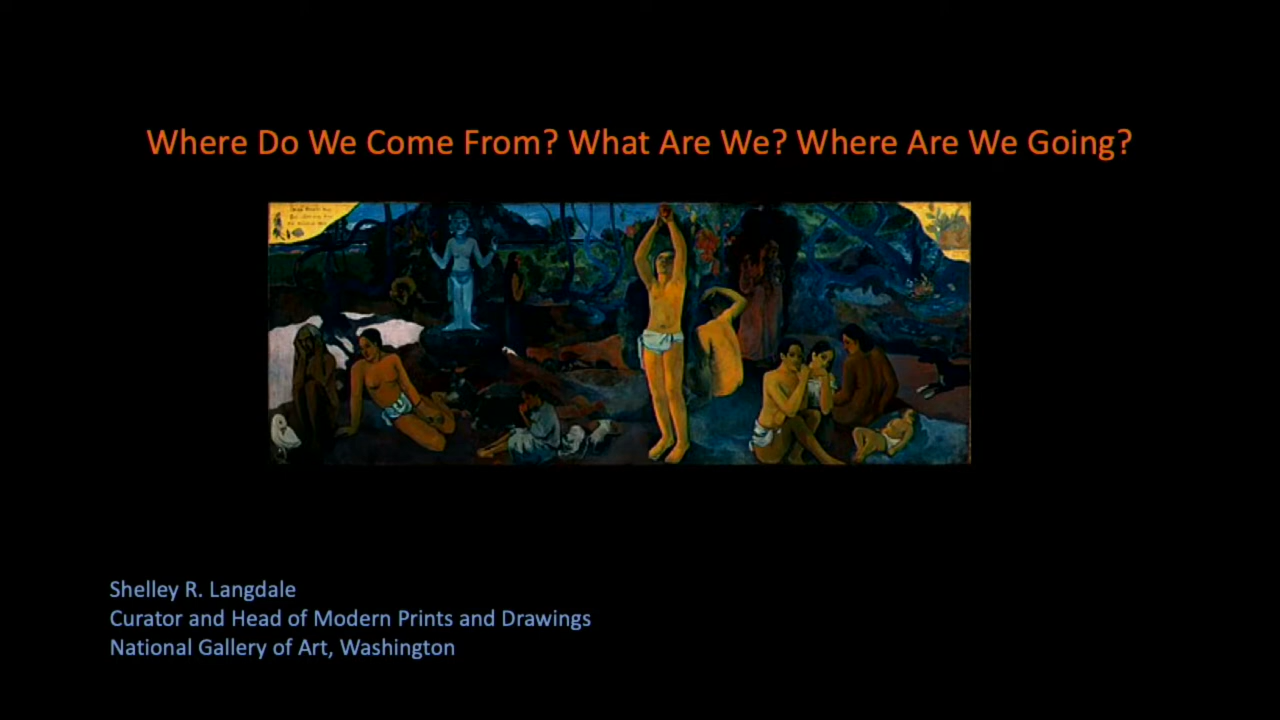 Where Do We Come From? What Are We? Where Are We Going?
Shelley R. Langdale
Curator and Head of Modern Prints and Drawings
National Gallery of Art, Washington